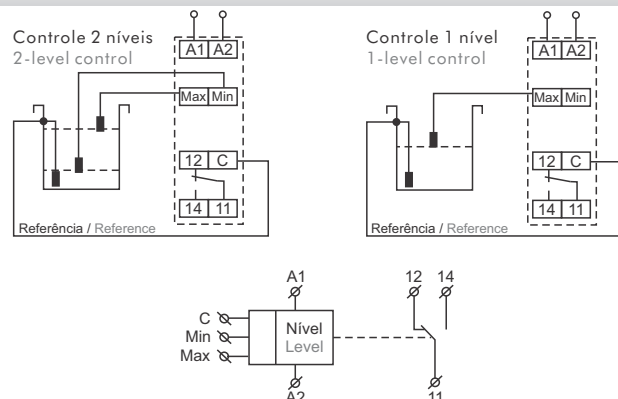 Controle 2 níveis
2-level control
A1 A2
Max Min
12 C
14 11
Referência / Reference
Controle 1 nível
1-level control
A1 A2
Max Min
12 C
14 11
Referência / Reference
A1
12 14
C
Min
Max
Nível
Level
A2
11